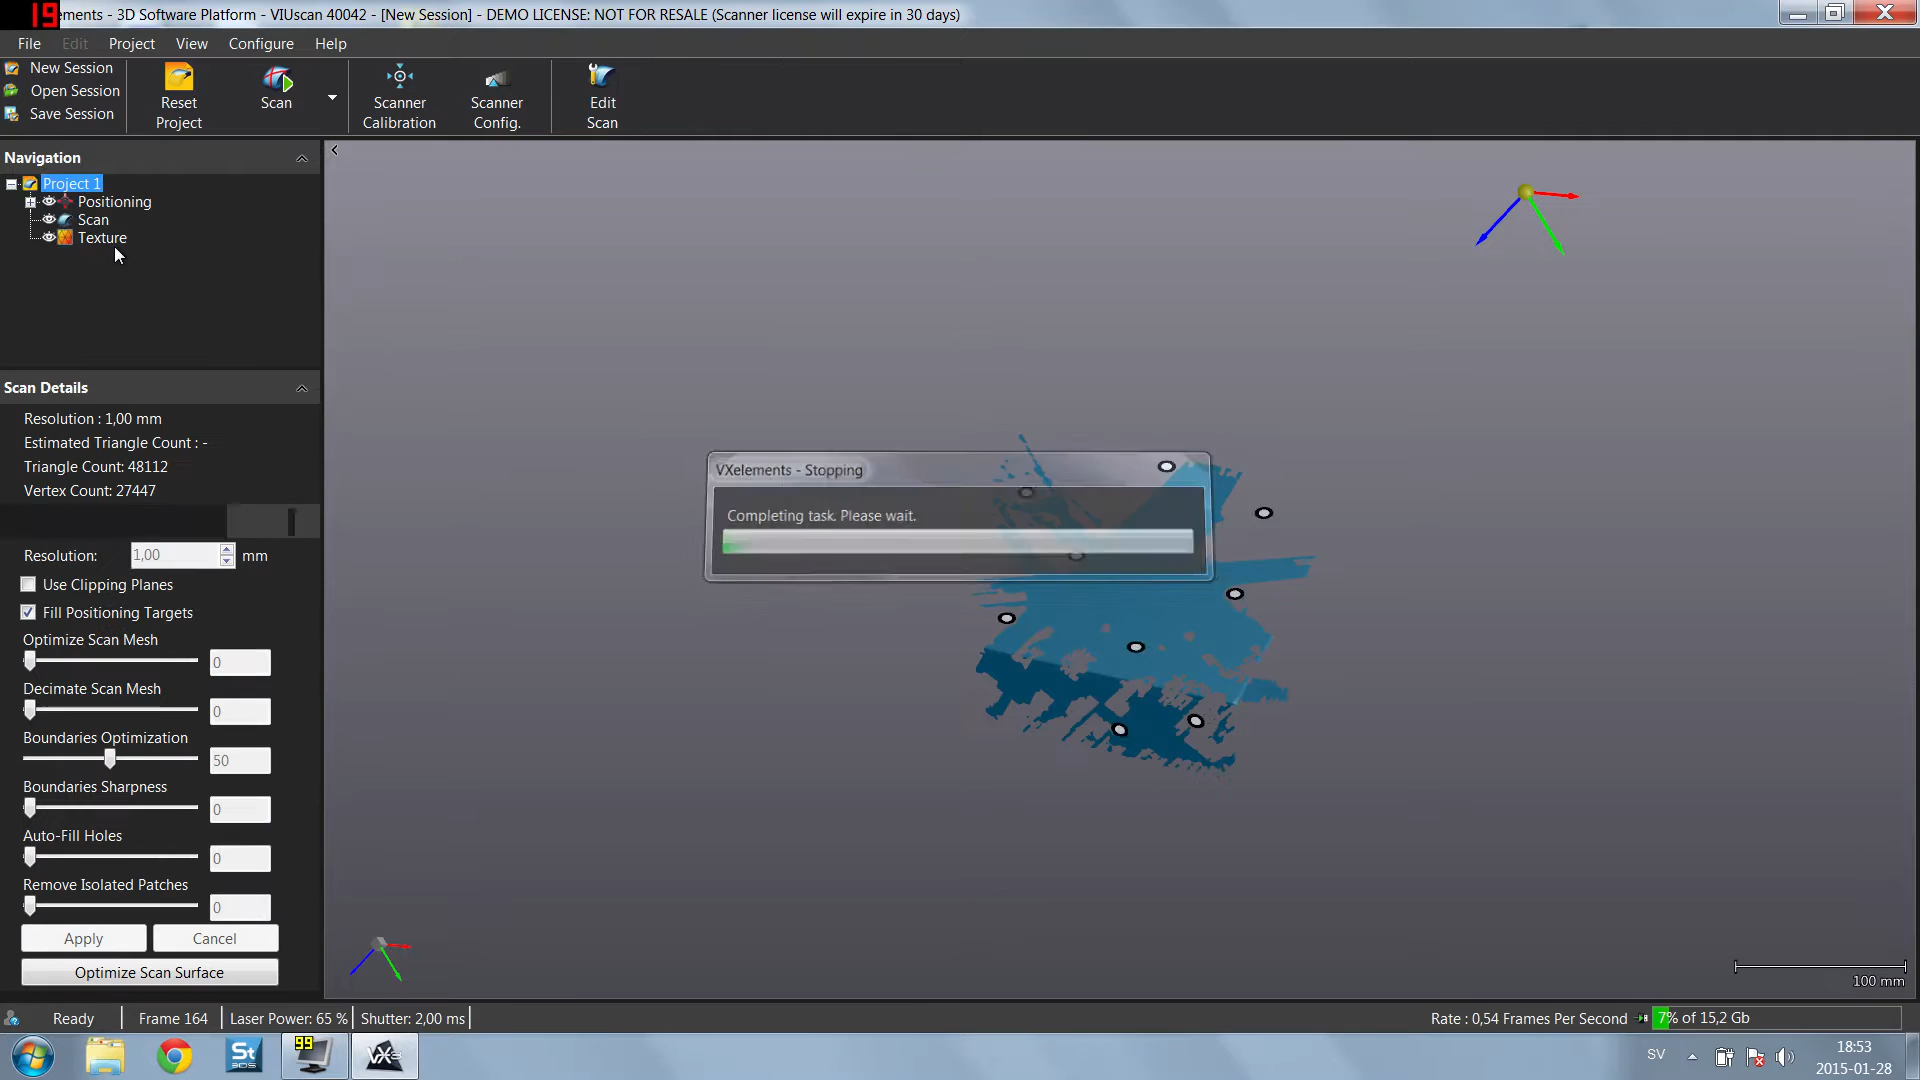 19
ements - 3D Software Platform - VIUscan 40042 - [New Session] - DEMO LICENSE: NOT FOR RESALE (Scanner license will expire in 30 days)
File Edit Project View Configure Help
New Session
Open Session
Save Session
Reset Project
Scan
Scanner Calibration
Scanner Config.
Edit Scan
Navigation
Project 1
Positioning
Scan
Texture
Scan Details
Resolution : 1,00 mm
Estimated Triangle Count : -
Triangle Count: 48112
Vertex Count: 27447
Resolution: 1,00 mm
Use Clipping Planes
Fill Positioning Targets
Optimize Scan Mesh
0
Decimate Scan Mesh
0
Boundaries Optimization
50
Boundaries Sharpness
0
Auto-Fill Holes
0
Remove Isolated Patches
0
Apply Cancel
Optimize Scan Surface
VXelements - Stopping
Completing task. Please wait.
100 mm
Ready Frame 164 Laser Power: 65 % Shutter: 2,00 ms Rate : 0,54 Frames Per Second 7% of 15,2 Gb
St
3DS
99
VX
SV
18:53
2015-01-28